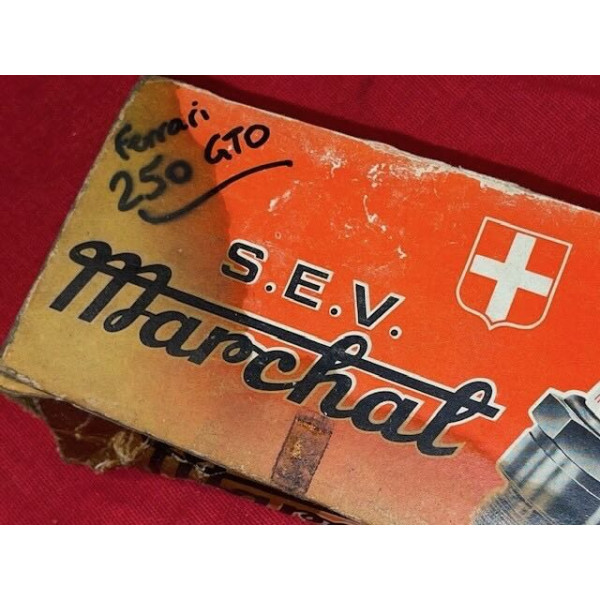 Ferrari
250 GTO
S.E.V.
marchal